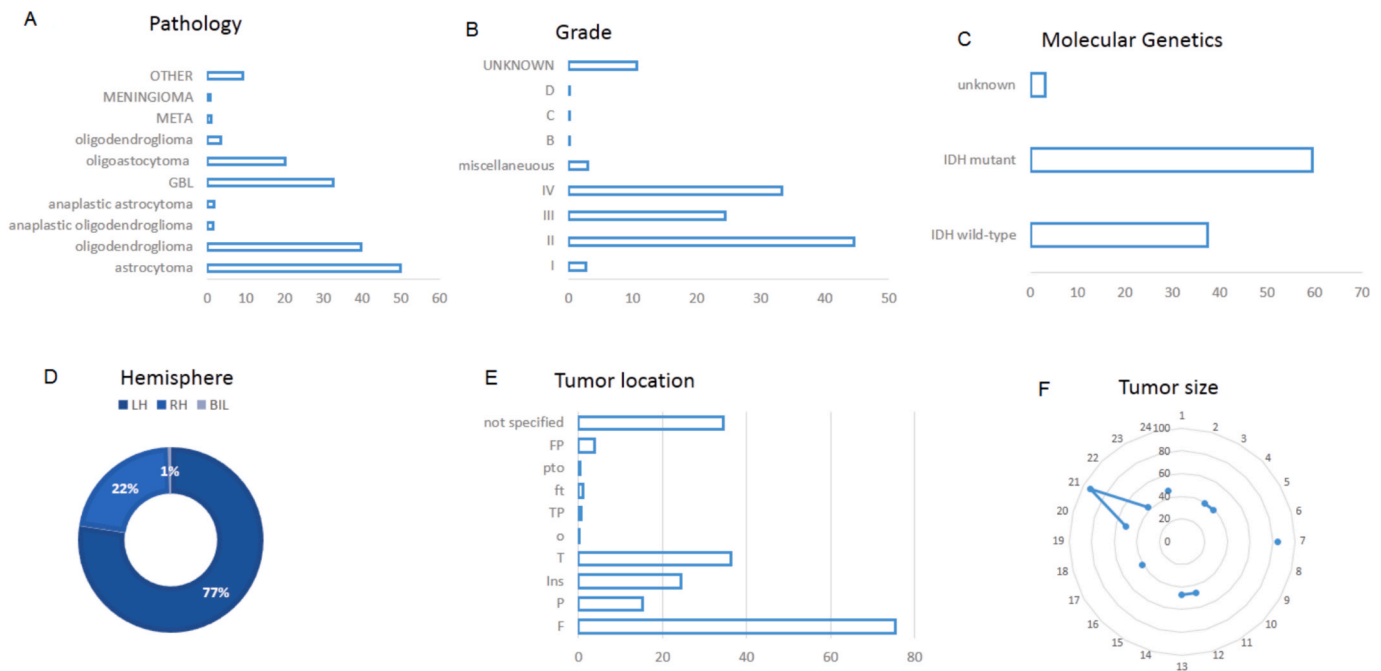 A
Pathology
OTHER
MENINGIOMA
META
oligodendroglioma
oligoastocytoma
GBL
anaplastic astrocytoma
anaplastic oligodendroglioma
oligodendroglioma
astrocytoma
0 10 20 30 40 50 60
B
Grade
UNKNOWN
D
C
B
miscellaneuous
IV
III
II
I
0 10 20 30 40 50
C
Molecular Genetics
unknown
IDH mutant
IDH wild-type
0 10 20 30 40 50 60 70
D
Hemisphere
LH RH BIL
1%
22%
77%
E
Tumor location
not specified
FP
pto
ft
TP
o
T
Ins
P
F
0 20 40 60 80
F
Tumor size
1
2
3
4
5
6
7
8
9
10
11
12
13
14
15
16
17
18
19
20
21
22
23
24
100
80
60
40
20
0